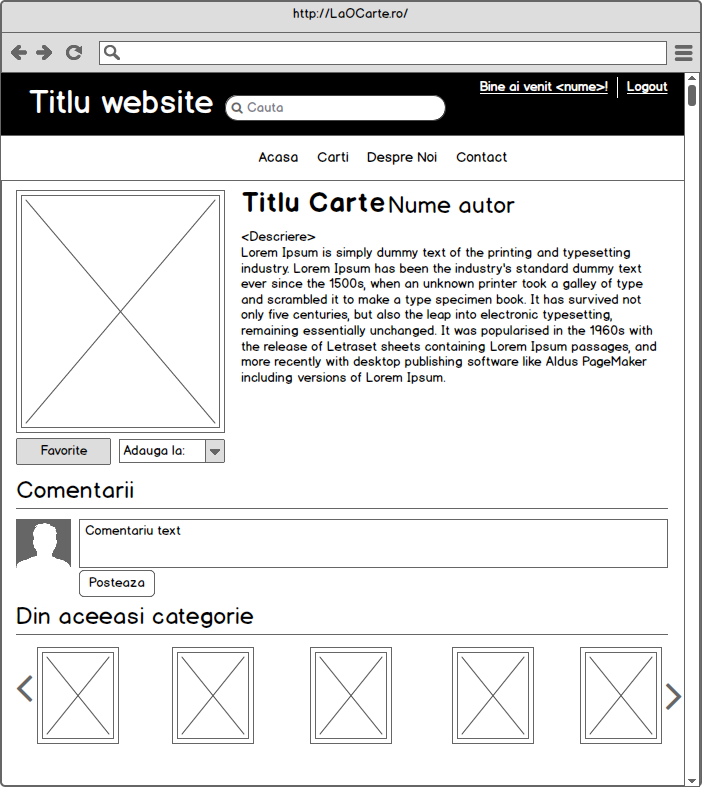 http://LaOCarte.ro/
Bine ai venit <nume>! Logout
Titlu website
Cauta
Acasa Carti Despre Noi Contact
Titlu Carte Nume autor
<Descriere>
Lorem Ipsum is simply dummy text of the printing and typesetting
industry. Lorem Ipsum has been the industry's standard dummy text
ever since the 1500s, when an unknown printer took a galley of type
and scrambled it to make a type specimen book. It has survived not
only five centuries, but also the leap into electronic typesetting,
remaining essentially unchanged. It was popularised in the 1960s with
the release of Letraset sheets containing Lorem Ipsum passages, and
more recently with desktop publishing software like Aldus PageMaker
including versions of Lorem Ipsum.
Favorite Adauga la:
Comentarii
Comentariu text
Posteaza
Din aceeasi categorie